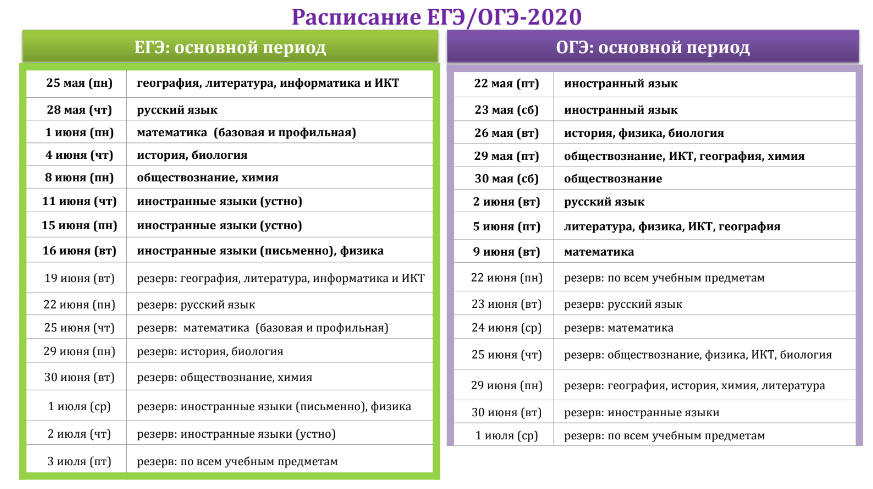 Расписание ЕГЭ/ОГЭ-2020
ЕГЭ: основной период
25 мая (пн) география, литература, информатика и ИКТ
28 мая (чт) русский язык
1 июня (пн) математика (базовая и профильная)
4 июня (чт) история, биология
8 июня (пн) обществознание, химия
11 июня (чт) иностранные языки (устно)
15 июня (пн) иностранные языки (устно)
16 июня (вт) иностранные языки (письменно), физика
19 июня (вт) резерв: география, литература, информатика и ИКТ
22 июня (пн) резерв: русский язык
25 июня (чт) резерв: математика (базовая и профильная)
29 июня (пн) резерв: история, биология
30 июня (вт) резерв: обществознание, химия
1 июля (ср) резерв: иностранные языки (письменно), физика
2 июля (чт) резерв: иностранные языки (устно)
3 июля (пт) резерв: по всем учебным предметам
ОГЭ: основной период
22 мая (пт) иностранный язык
23 мая (сб) иностранный язык
26 мая (вт) история, физика, биология
29 мая (пт) обществознание, ИКТ, география, химия
30 мая (сб) обществознание
2 июня (вт) русский язык
5 июня (пт) литература, физика, ИКТ, география
9 июня (вт) математика
22 июня (пн) резерв: по всем учебным предметам
23 июня (вт) резерв: русский язык
24 июня (ср) резерв: математика
25 июня (чт) резерв: обществознание, физика, ИКТ, биология
29 июня (пн) резерв: география, история, химия, литература
30 июня (вт) резерв: иностранные языки
1 июля (ср) резерв: по всем учебным предметам